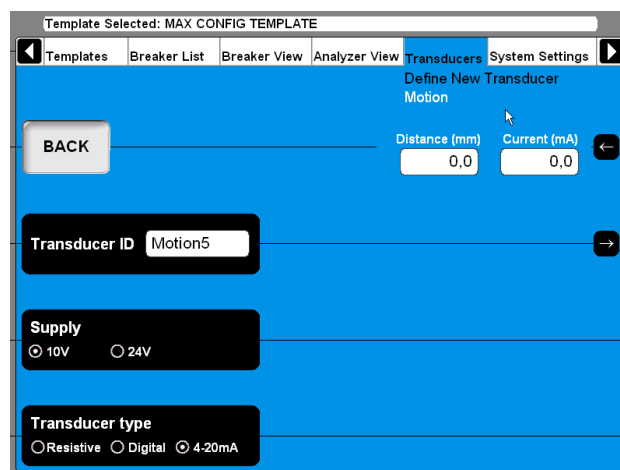 Template Selected: MAX CONFIG TEMPLATE
Templates Breaker List Breaker View Analyzer View Transducers System Settings
Define New Transducer
Motion
BACK
Distance (mm) Current (mA)
0,0 0,0
Transducer ID Motion5
Supply
10V 24V
Transducer type
Resistive Digital 4-20mA